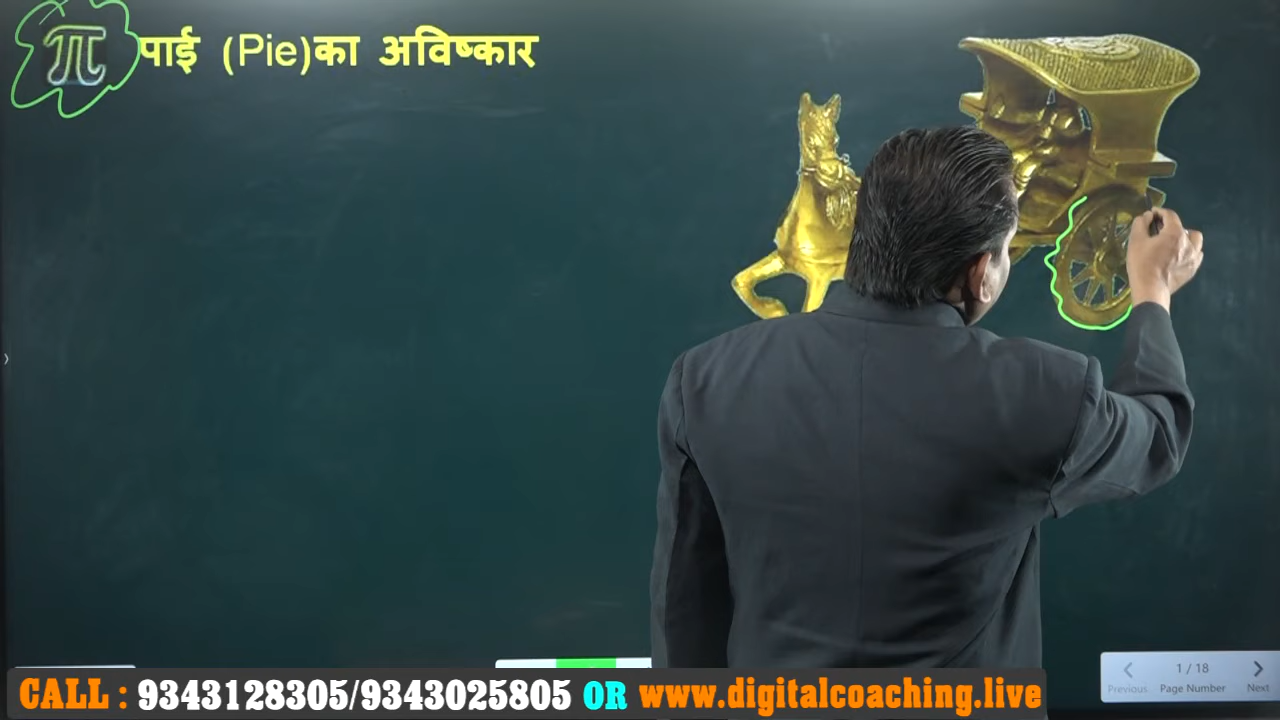 π पाई (Pie)का अविष्कार
1 / 18
Previous Page Number Next
CALL : 9343128305/9343025805 OR www.digitalcoaching.live